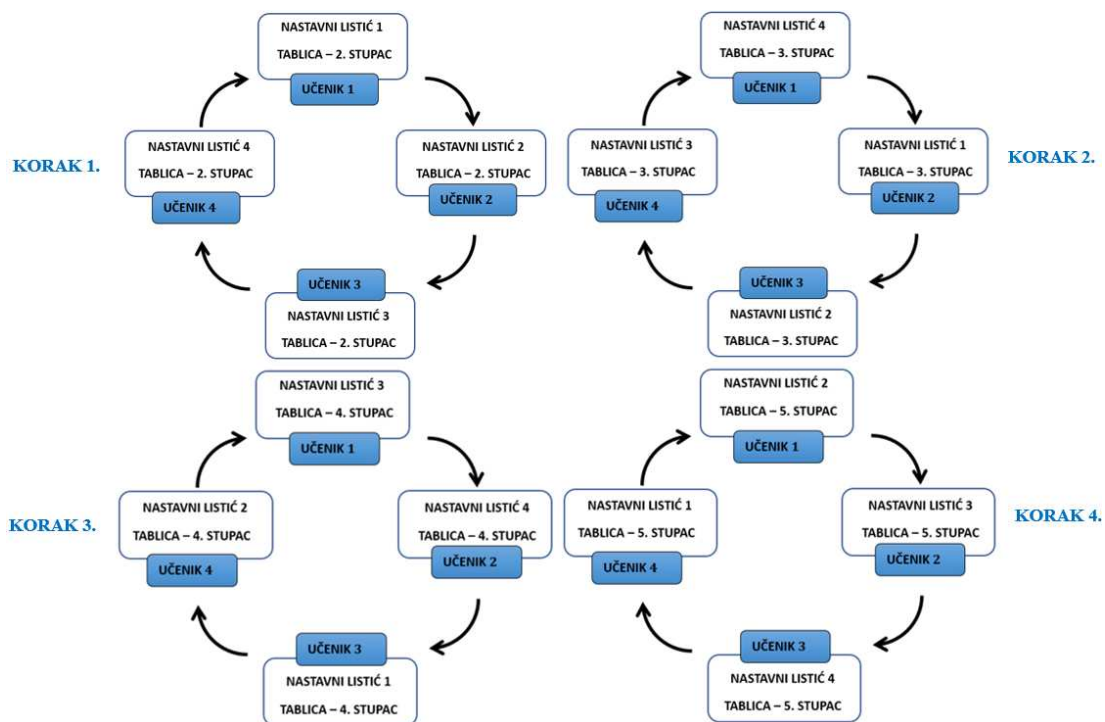 KORAK 1.
NASTAVNI LISTIĆ 1
TABLICA – 2. STUPAC
UČENIK 1
NASTAVNI LISTIĆ 2
TABLICA – 2. STUPAC
UČENIK 2
UČENIK 3
NASTAVNI LISTIĆ 3
TABLICA – 2. STUPAC
NASTAVNI LISTIĆ 4
TABLICA – 2. STUPAC
UČENIK 4
KORAK 2.
NASTAVNI LISTIĆ 4
TABLICA – 3. STUPAC
UČENIK 1
NASTAVNI LISTIĆ 1
TABLICA – 3. STUPAC
UČENIK 2
UČENIK 3
NASTAVNI LISTIĆ 2
TABLICA – 3. STUPAC
NASTAVNI LISTIĆ 3
TABLICA – 3. STUPAC
UČENIK 4
KORAK 3.
NASTAVNI LISTIĆ 3
TABLICA – 4. STUPAC
UČENIK 1
NASTAVNI LISTIĆ 4
TABLICA – 4. STUPAC
UČENIK 2
UČENIK 3
NASTAVNI LISTIĆ 1
TABLICA – 4. STUPAC
NASTAVNI LISTIĆ 2
TABLICA – 4. STUPAC
UČENIK 4
KORAK 4.
NASTAVNI LISTIĆ 2
TABLICA – 5. STUPAC
UČENIK 1
NASTAVNI LISTIĆ 3
TABLICA – 5. STUPAC
UČENIK 2
UČENIK 3
NASTAVNI LISTIĆ 4
TABLICA – 5. STUPAC
NASTAVNI LISTIĆ 1
TABLICA – 5. STUPAC
UČENIK 4